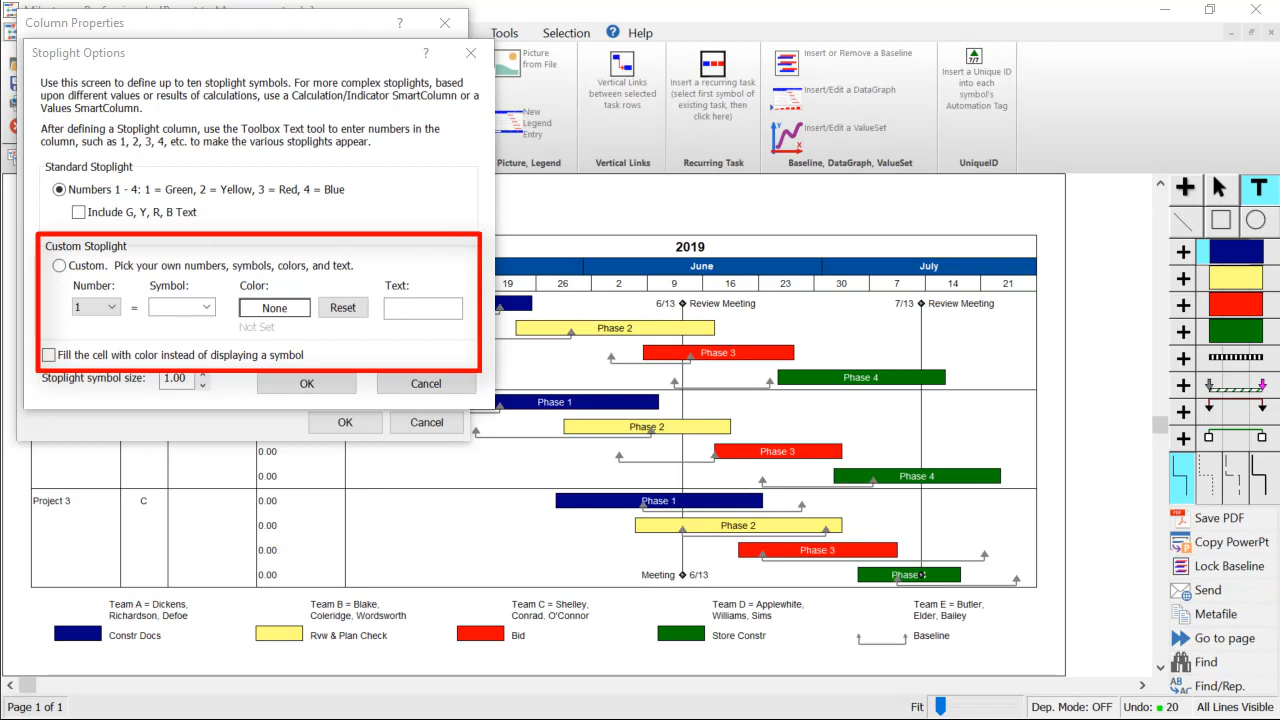 Column Properties
?
Stoplight Options
?
Use this screen to define up to ten stoplight symbols. For more complex stoplights, based
upon different values or results of calculations, use a Calculation/Indicator SmartColumn or a
Values SmartColumn.
After defining a Stoplight column, use the Toolbox Text tool to enter numbers in the
column, such as 1, 2, 3, 4, etc. to make the various stoplights appear.
Standard Stoplight
Numbers 1 - 4: 1 = Green, 2 = Yellow, 3 = Red, 4 = Blue
Include G, Y, R, B Text
Custom Stoplight
Custom. Pick your own numbers, symbols, colors, and text.
Number: Symbol: Color: Text:
1 = None Reset
Not Set
Fill the cell with color instead of displaying a symbol
Stoplight symbol size: 1.00 OK Cancel
OK Cancel
Tools Selection ? Help
Picture
from File
New
Legend
Entry
Picture, Legend
Vertical Links
between selected
task rows
Vertical Links
Insert a recurring task
(select first symbol of
existing task, then
click here)
Recurring Task
Insert or Remove a Baseline
Insert/Edit a DataGraph
Insert/Edit a ValueSet
Baseline, DataGraph, ValueSet
7/7
Insert a Unique ID
into each
symbol's
Automation Tag
UniqueID
2019
June July
19 26 2 9 16 23 30 7 14 21
6/13 Review Meeting 7/13 Review Meeting
Phase 2
Phase 3
Phase 4
Phase 1
Phase 2
0.00 Phase 3
0.00 Phase 4
Project 3 C 0.00 Phase 1
0.00 Phase 2
0.00 Phase 3
0.00 Meeting 6/13 Phase 4
Team A = Dickens,
Richardson, Defoe
Team B = Blake,
Coleridge, Wordsworth
Team C = Shelley,
Conrad, O'Connor
Team D = Applewhite,
Williams, Sims
Team E = Butler,
Elder, Bailey
Constr Docs Rvw & Plan Check Bid Store Constr Baseline
T
Save PDF
Copy PowerPt
Lock Baseline
Send
Metafile
Go to page
Find
Find/Rep.
Page 1 of 1 Fit Dep. Mode: OFF Undo: 20 All Lines Visible